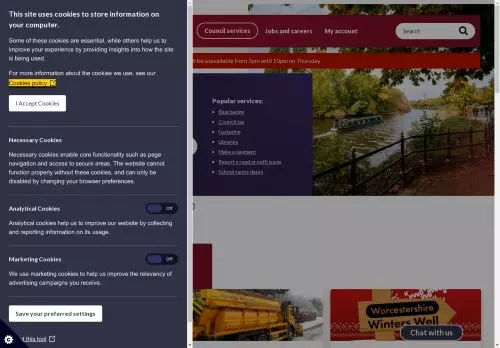 This site uses cookies to store information on
your computer.
Some of these cookies are essential, while others help us to
improve your experience by providing insights into how the site
is being used.
For more information about the cookies we use, see our
Cookies policy
I Accept Cookies
Necessary Cookies
Necessary cookies enable core functionality such as page
navigation and access to secure areas. The website cannot
function properly without these cookies, and can only be
disabled by changing your browser preferences.
Analytical Cookies
Off
Analytical cookies help us to improve our website by collecting
and reporting information on its usage.
Marketing Cookies
Off
We use marketing cookies to help us improve the relevancy of
advertising campaigns you receive.
Save your preferred settings
t this tool
Council services
Jobs and careers
My account
Search
ll be unavailable from 7pm until 10pm on Thursday
Popular services:
Blue badge
Council tax
Fostering
Libraries
Make a payment
Report a road or path issue
School terms dates
Worcestershire
Winters Well
Chat with us